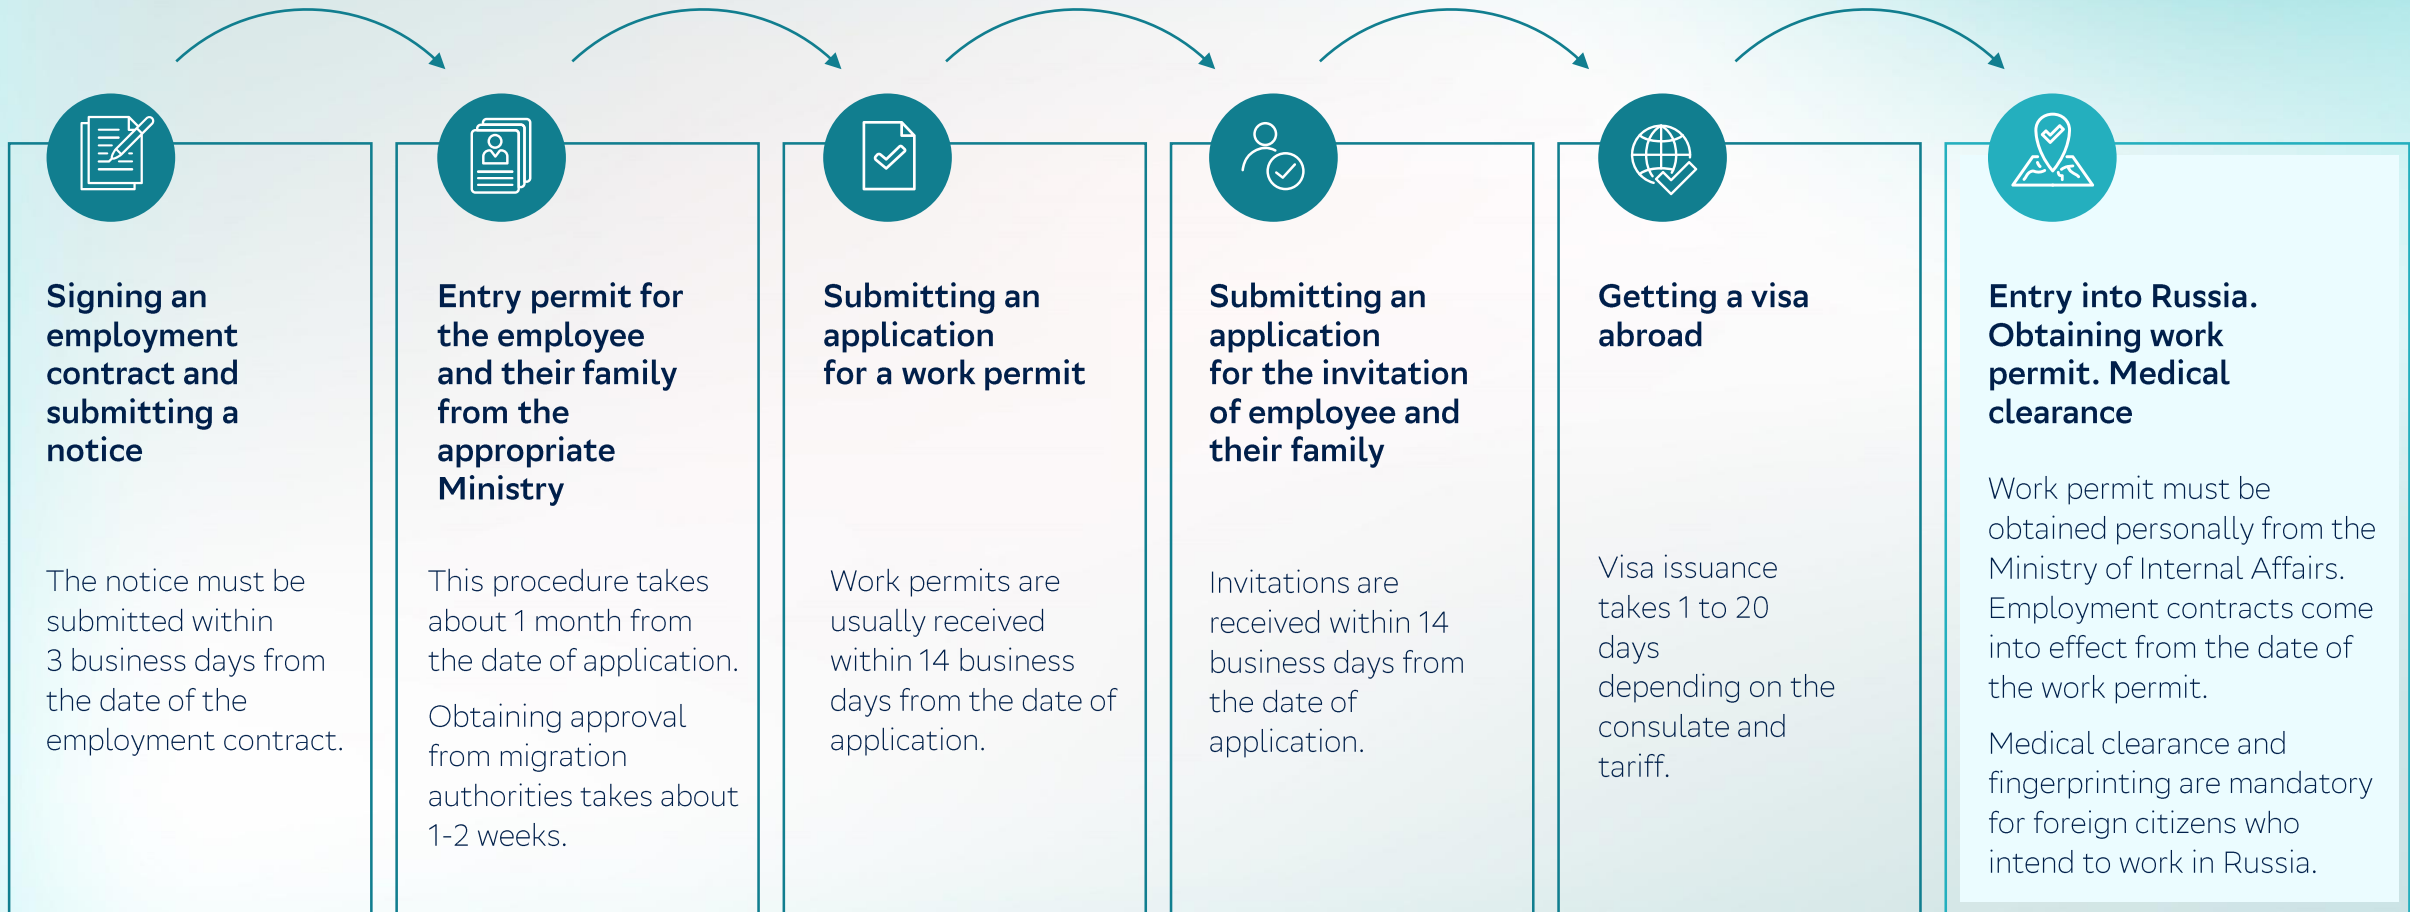 Signing an
employment
contract and
submitting a
notice
The notice must be
submitted within
3 business days from
the date of the
employment contract.
Entry permit for
the employee
and their family
from the
appropriate
Ministry
This procedure takes
about 1 month from
the date of application.
Obtaining approval
from migration
authorities takes about
1-2 weeks.
Submitting an
application
for a work permit
Work permits are
usually received
within 14 business
days from the date of
application.
Submitting an
application
for the invitation
of employee and
their family
Invitations are
received within 14
business days from
the date of
application.
Getting a visa
abroad
Visa issuance
takes 1 to 20
days
depending on the
consulate and
tariff.
Entry into Russia.
Obtaining work
permit. Medical
clearance
Work permit must be
obtained personally from the
Ministry of Internal Affairs.
Employment contracts come
into effect from the date of
the work permit.
Medical clearance and
fingerprinting are mandatory
for foreign citizens who
intend to work in Russia.